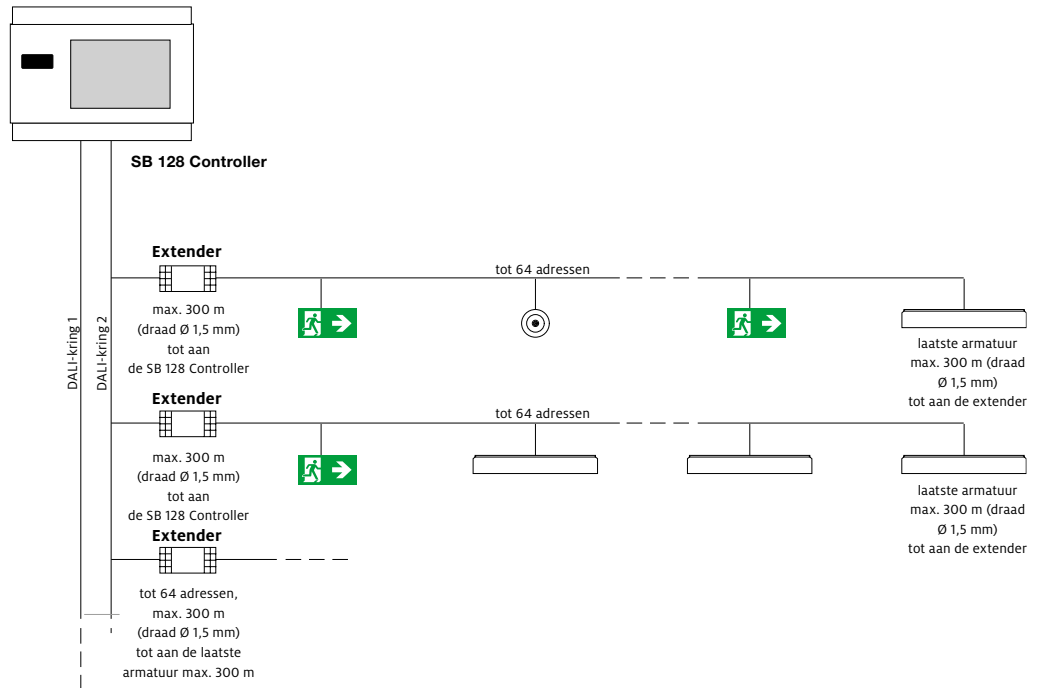 SB 128 Controller
DALI-kring 1
DALI-kring 2
Extender
max. 300 m
(draad Ø 1,5 mm)
tot aan
de SB 128 Controller
tot 64 adressen
laatste armatuur
max. 300 m (draad
Ø 1,5 mm)
tot aan de extender
Extender
max. 300 m
(draad Ø 1,5 mm)
tot aan
de SB 128 Controller
tot 64 adressen
laatste armatuur
max. 300 m (draad
Ø 1,5 mm)
tot aan de extender
Extender
tot 64 adressen,
max. 300 m
(draad Ø 1,5 mm)
tot aan de laatste
armatuur max. 300 m